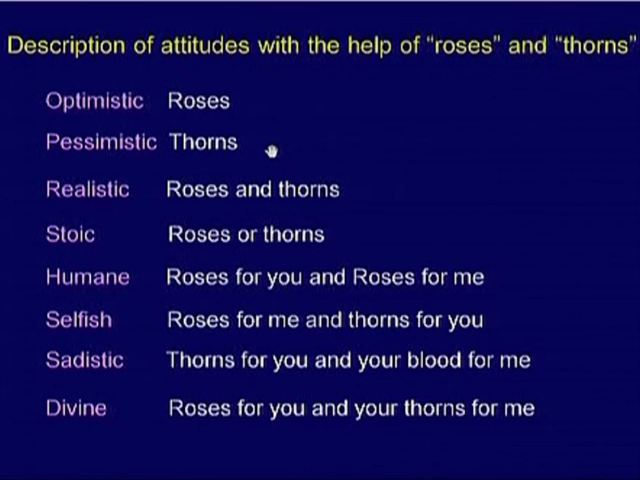 Description of attitudes with the help of “roses” and “thorns”
Optimistic Roses
Pessimistic Thorns
Realistic Roses and thorns
Stoic Roses or thorns
Humane Roses for you and Roses for me
Selfish Roses for me and thorns for you
Sadistic Thorns for you and your blood for me
Divine Roses for you and your thorns for me